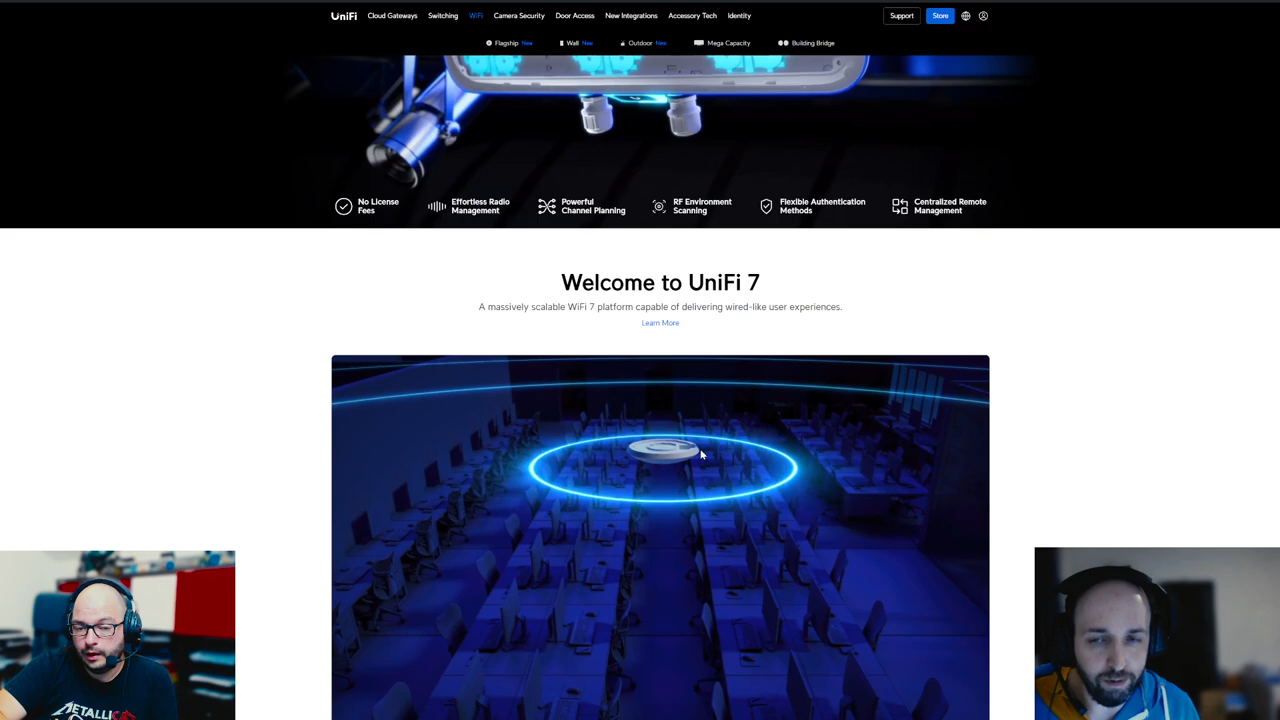 UniFi Cloud Gateways Switching WiFi Camera Security Door Access New Integrations Accessory Tech Identity Support Store
Flagship New Wall New Outdoor New Mega Capacity Building Bridge
No License
Fees
Effortless Radio
Management
Powerful
Channel Planning
RF Environment
Scanning
Flexible Authentication
Methods
Centralized Remote
Management
Welcome to UniFi 7
A massively scalable WiFi 7 platform capable of delivering wired-like user experiences.
Learn More
METALLICA